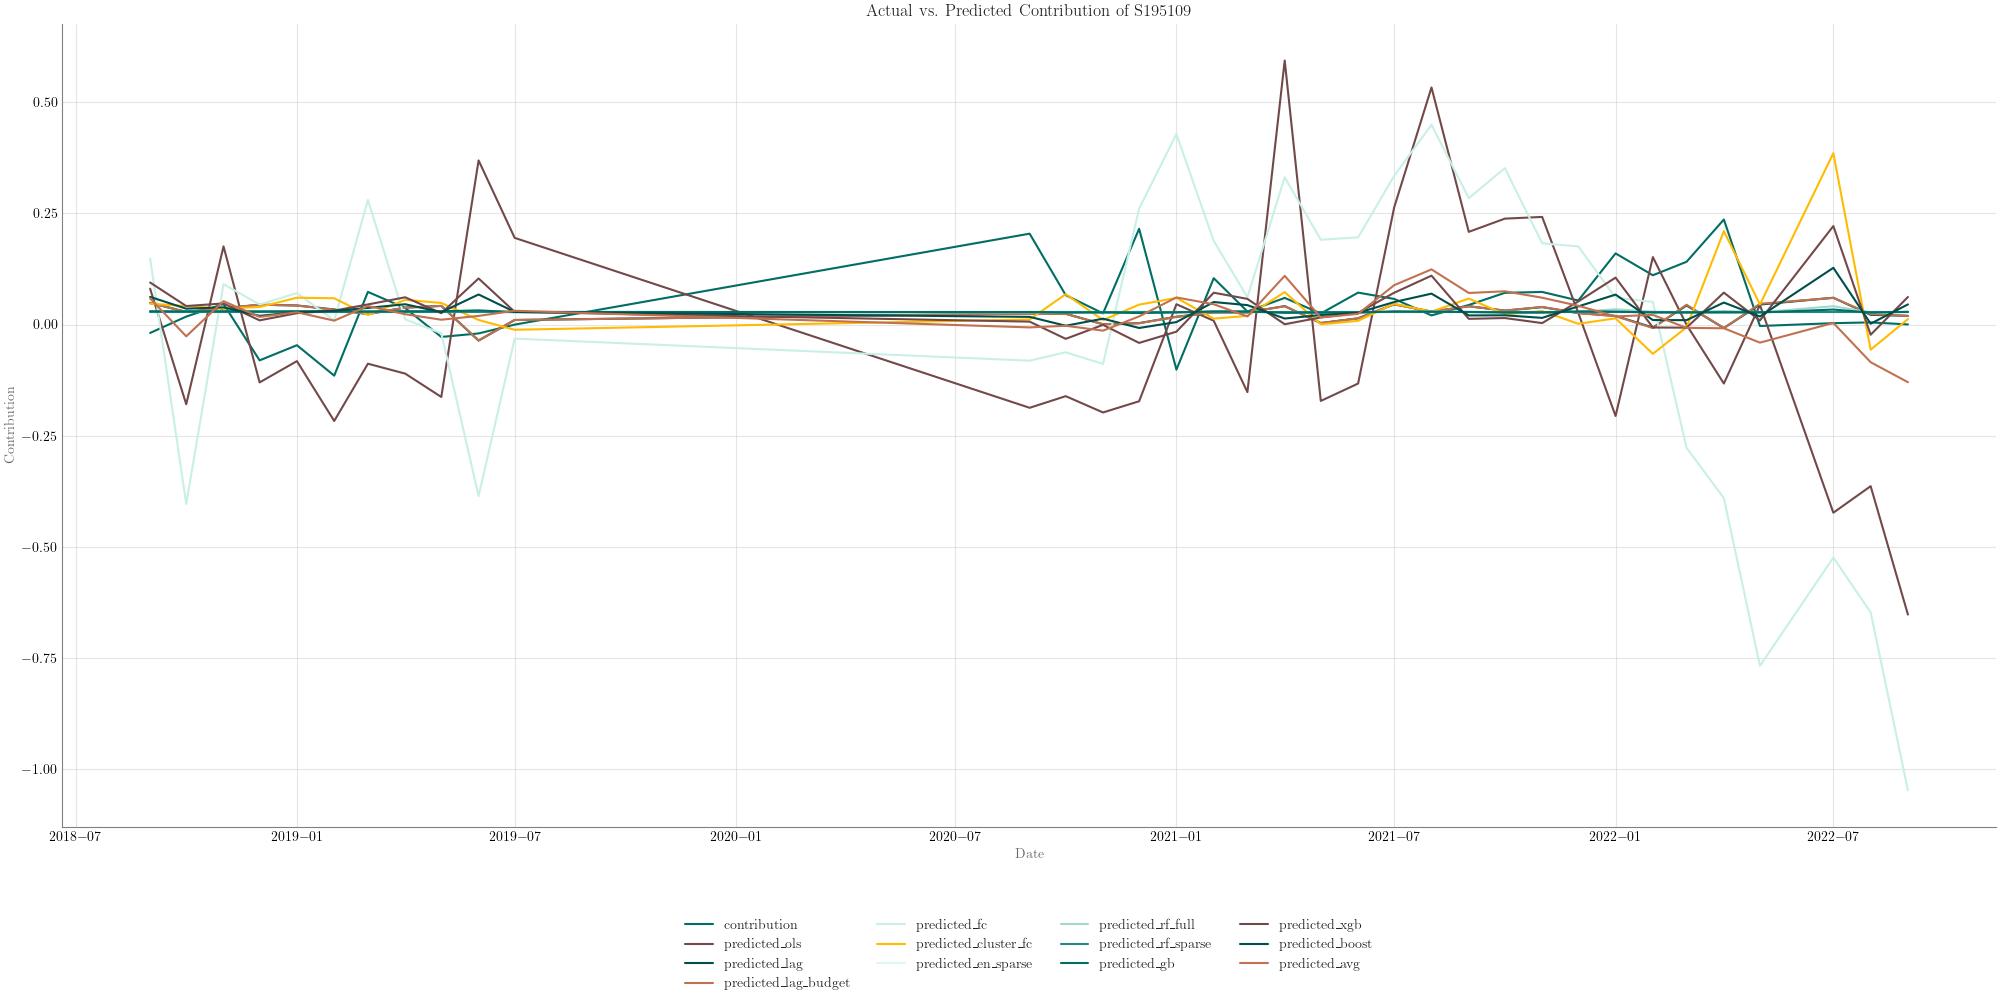 Actual vs. Predicted Contribution of S195109
0.50
0.25
0.00
−0.25
−0.50
−0.75
−1.00
Contribution
2018−07 2019−01 2019−07 2020−01 2020−07 2021−01 2021−07 2022−01 2022−07
Date
contribution predicted_fc predicted_rf_full predicted_xgb
predicted_ols predicted_cluster_fc predicted_rf_sparse predicted_boost
predicted_lag predicted_en_sparse predicted_gb predicted_avg
predicted_lag_budget